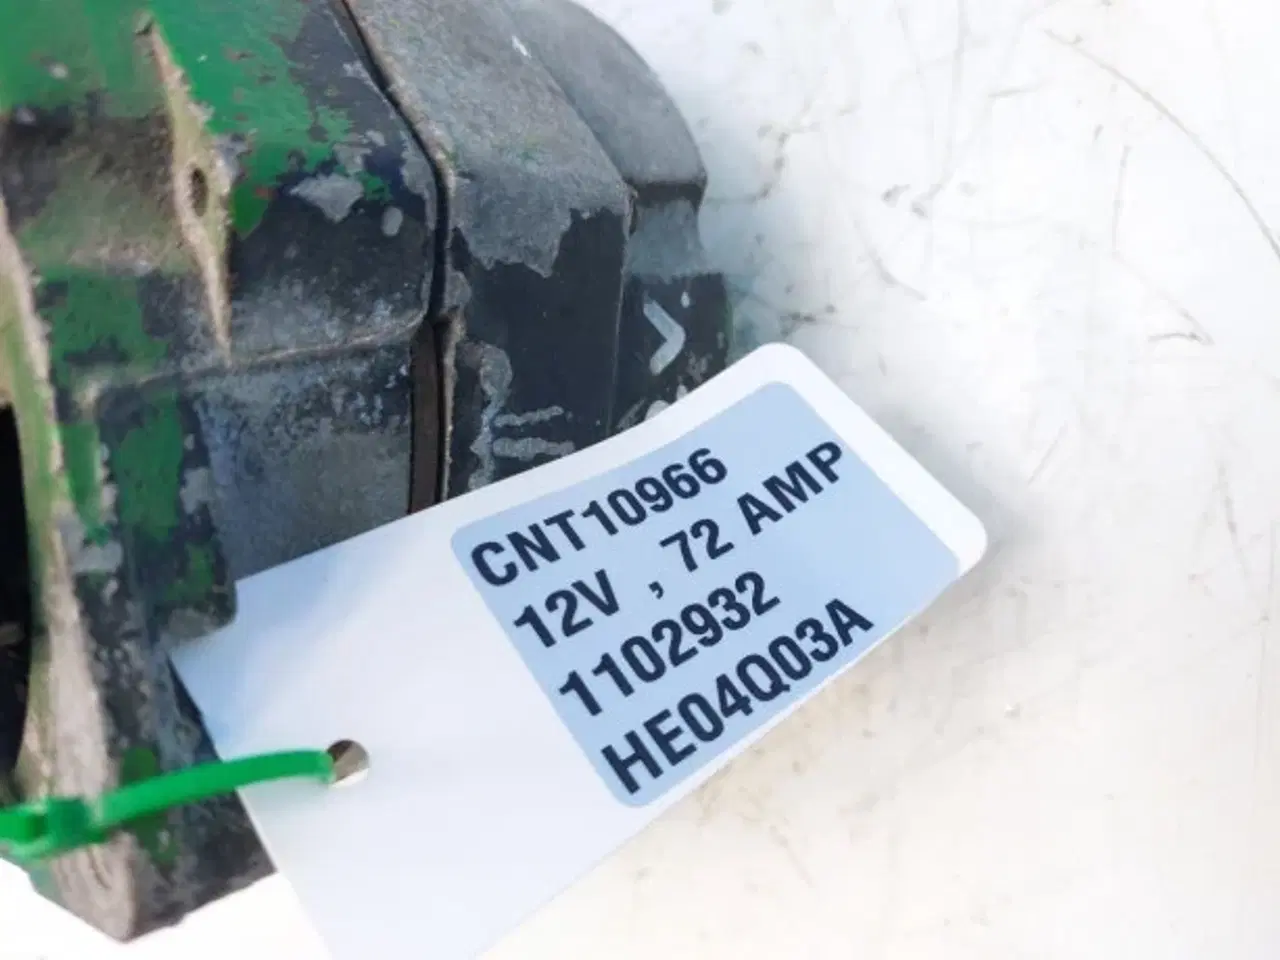 CNT10966
12V , 72 AMP
1102932
HE04Q03A